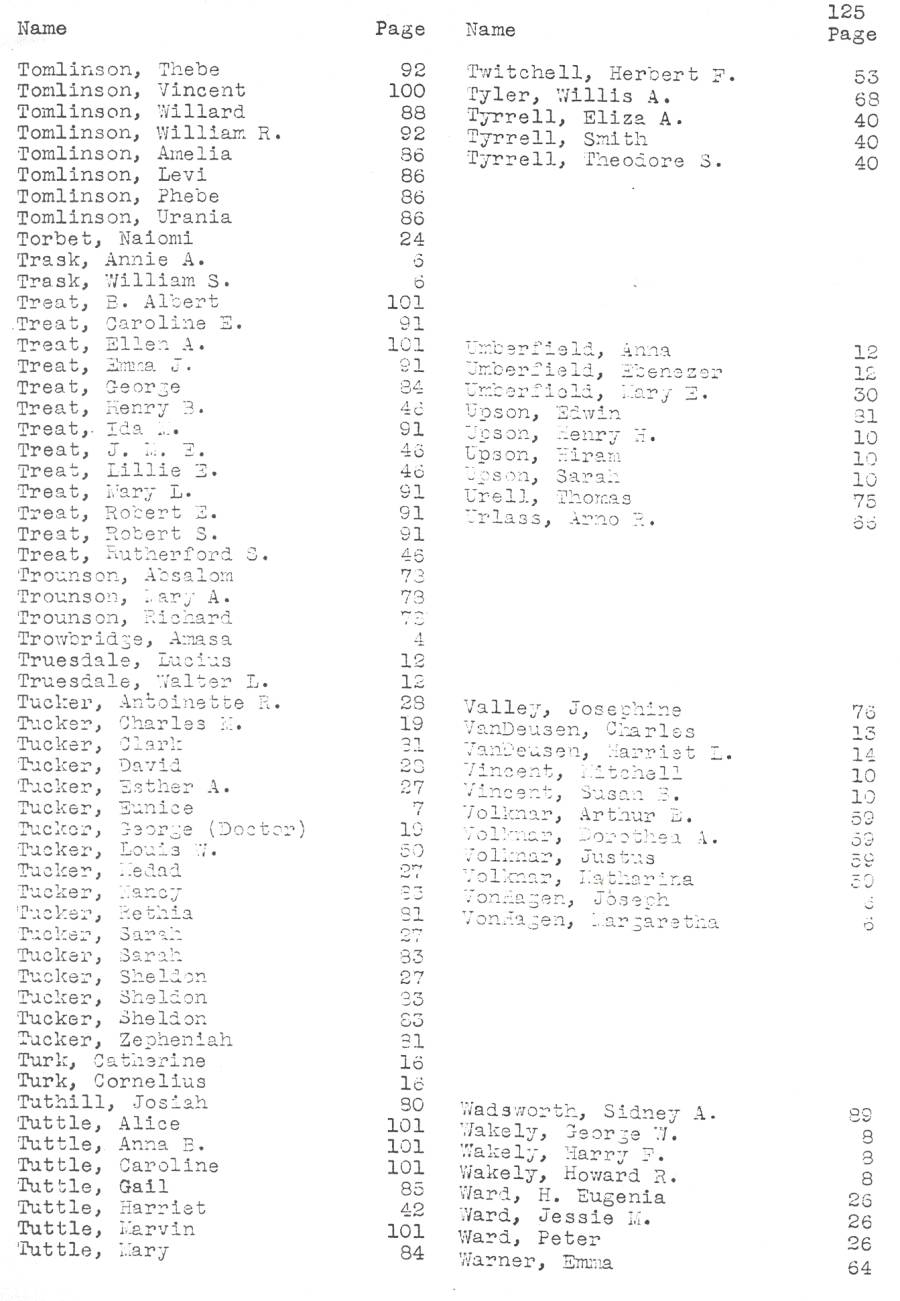 125
Name Page Name Page
Tomlinson, Thebe 92
Tomlinson, Vincent 100
Tomlinson, Willard 88
Tomlinson, William R. 92
Tomlinson, Amelia 86
Tomlinson, Levi 86
Tomlinson, Phebe 86
Tomlinson, Urania 86
Torbet, Naiomi 24
Trask, Annie A. 6
Trask, William S. 6
Treat, B. Albert 101
Treat, Caroline E. 91
Treat, Ellen A. 101
Treat, Emma J. 91
Treat, George 84
Treat, Henry B. 46
Treat, Ida M. 91
Treat, J. M. E. 46
Treat, Lillie E. 46
Treat, Mary L. 91
Treat, Robert E. 91
Treat, Robert S. 91
Treat, Rutherford S. 46
Trounson, Absalom 73
Trounson, Mary A. 73
Trounson, Richard 73
Trowbridge, Amasa 4
Truesdale, Lucius 12
Truesdale, Walter L. 12
Tucker, Antoinette R. 28
Tucker, Charles M. 19
Tucker, Clark 81
Tucker, David 28
Tucker, Esther A. 27
Tucker, Eunice 7
Tucker, George (Doctor) 19
Tucker, Louis W. 50
Tucker, Medad 27
Tucker, Nancy 83
Tucker, Rethia 81
Tucker, Sarah 27
Tucker, Sarah 83
Tucker, Sheldon 27
Tucker, Sheldon 83
Tucker, Sheldon 83
Tucker, Zepheniah 81
Turk, Catherine 16
Turk, Cornelius 16
Tuthill, Josiah 80
Tuttle, Alice 101
Tuttle, Anna B. 101
Tuttle, Caroline 101
Tuttle, Gail 85
Tuttle, Harriet 42
Tuttle, Marvin 101
Tuttle, Mary 84
Twitchell, Herbert F. 53
Tyler, Willis A. 68
Tyrrell, Eliza A. 40
Tyrrell, Smith 40
Tyrrell, Theodore S. 40
Umberfield, Anna 12
Umberfield, Ebenezer 12
Umberfield, Mary E. 30
Upson, Edwin 81
Upson, Henry H. 10
Upson, Hiram 10
Upson, Sarah 10
Urell, Thomas 75
Urlass, Arno R. 66
Valley, Josephine 76
VanDeusen, Charles 13
VanDeusen, Harriet L. 14
Vincent, Mitchell 10
Vincent, Susan B. 10
Volkmar, Arthur E. 59
Volkmar, Dorothea A. 59
Volkmar, Justus 59
Volkmar, Katharina 59
VonHagen, Joseph 6
VonHagen, Margaretha 6
Wadsworth, Sidney A. 89
Wakely, George W. 8
Wakely, Harry F. 8
Wakely, Howard R. 8
Ward, H. Eugenia 26
Ward, Jessie M. 26
Ward, Peter 26
Warner, Emma 64